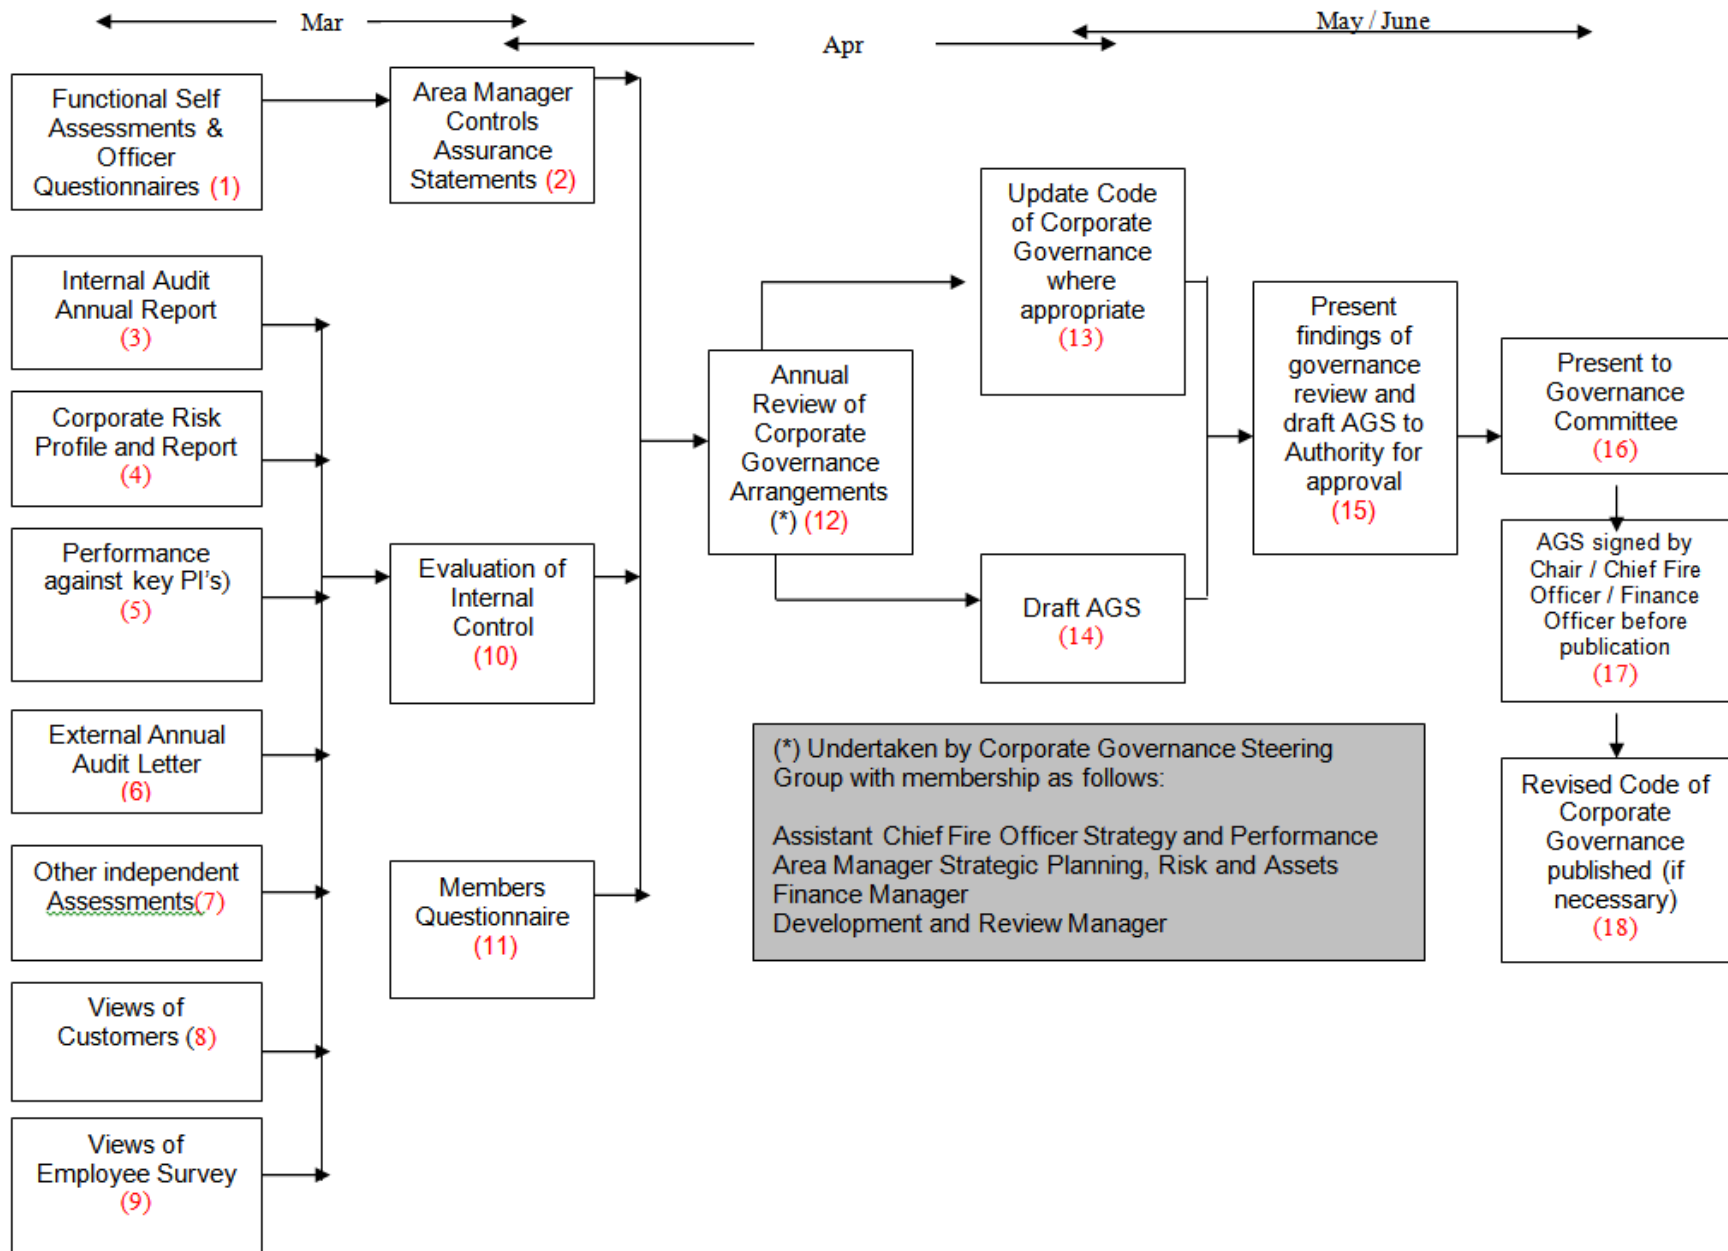 Mar
Apr
May / June
Functional Self
Assessments &
Officer
Questionnaires (1)
Area Manager
Controls
Assurance
Statements (2)
Internal Audit
Annual Report
(3)
Corporate Risk
Profile and Report
(4)
Performance
against key PI's)
(5)
External Annual
Audit Letter
(6)
Other independent
Assessments(7)
Views of
Customers (8)
Views of
Employee Survey
(9)
Evaluation of
Internal
Control
(10)
Members
Questionnaire
(11)
Annual
Review of
Corporate
Governance
Arrangements
(*) (12)
Update Code
of Corporate
Governance
where
appropriate
(13)
Draft AGS
(14)
Present
findings of
governance
review and
draft AGS to
Authority for
approval
(15)
Present to
Governance
Committee
(16)
AGS signed by
Chair / Chief Fire
Officer / Finance
Officer before
publication
(17)
Revised Code of
Corporate
Governance
published (if
necessary)
(18)
(*) Undertaken by Corporate Governance Steering
Group with membership as follows:
Assistant Chief Fire Officer Strategy and Performance
Area Manager Strategic Planning, Risk and Assets
Finance Manager
Development and Review Manager